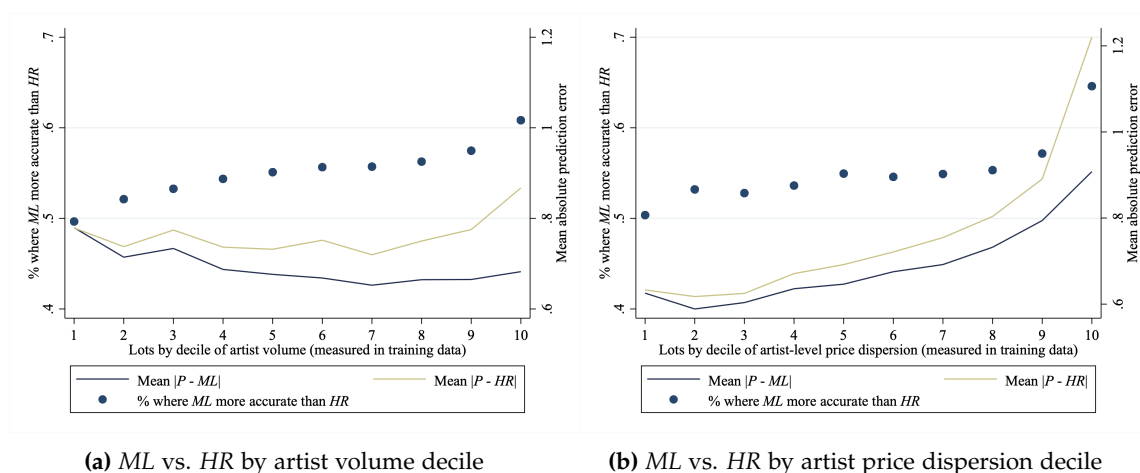 % where ML more accurate than HR
.4 .5 .6 .7
.6 .8 1 1.2
Mean absolute prediction error
1 2 3 4 5 6 7 8 9 10
Lots by decile of artist volume (measured in training data)
Mean |P - ML|
Mean |P - HR|
% where ML more accurate than HR
(a) ML vs. HR by artist volume decile
% where ML more accurate than HR
.4 .5 .6 .7
.6 .8 1 1.2
Mean absolute prediction error
1 2 3 4 5 6 7 8 9 10
Lots by decile of artist-level price dispersion (measured in training data)
Mean |P - ML|
Mean |P - HR|
% where ML more accurate than HR
(b) ML vs. HR by artist price dispersion decile